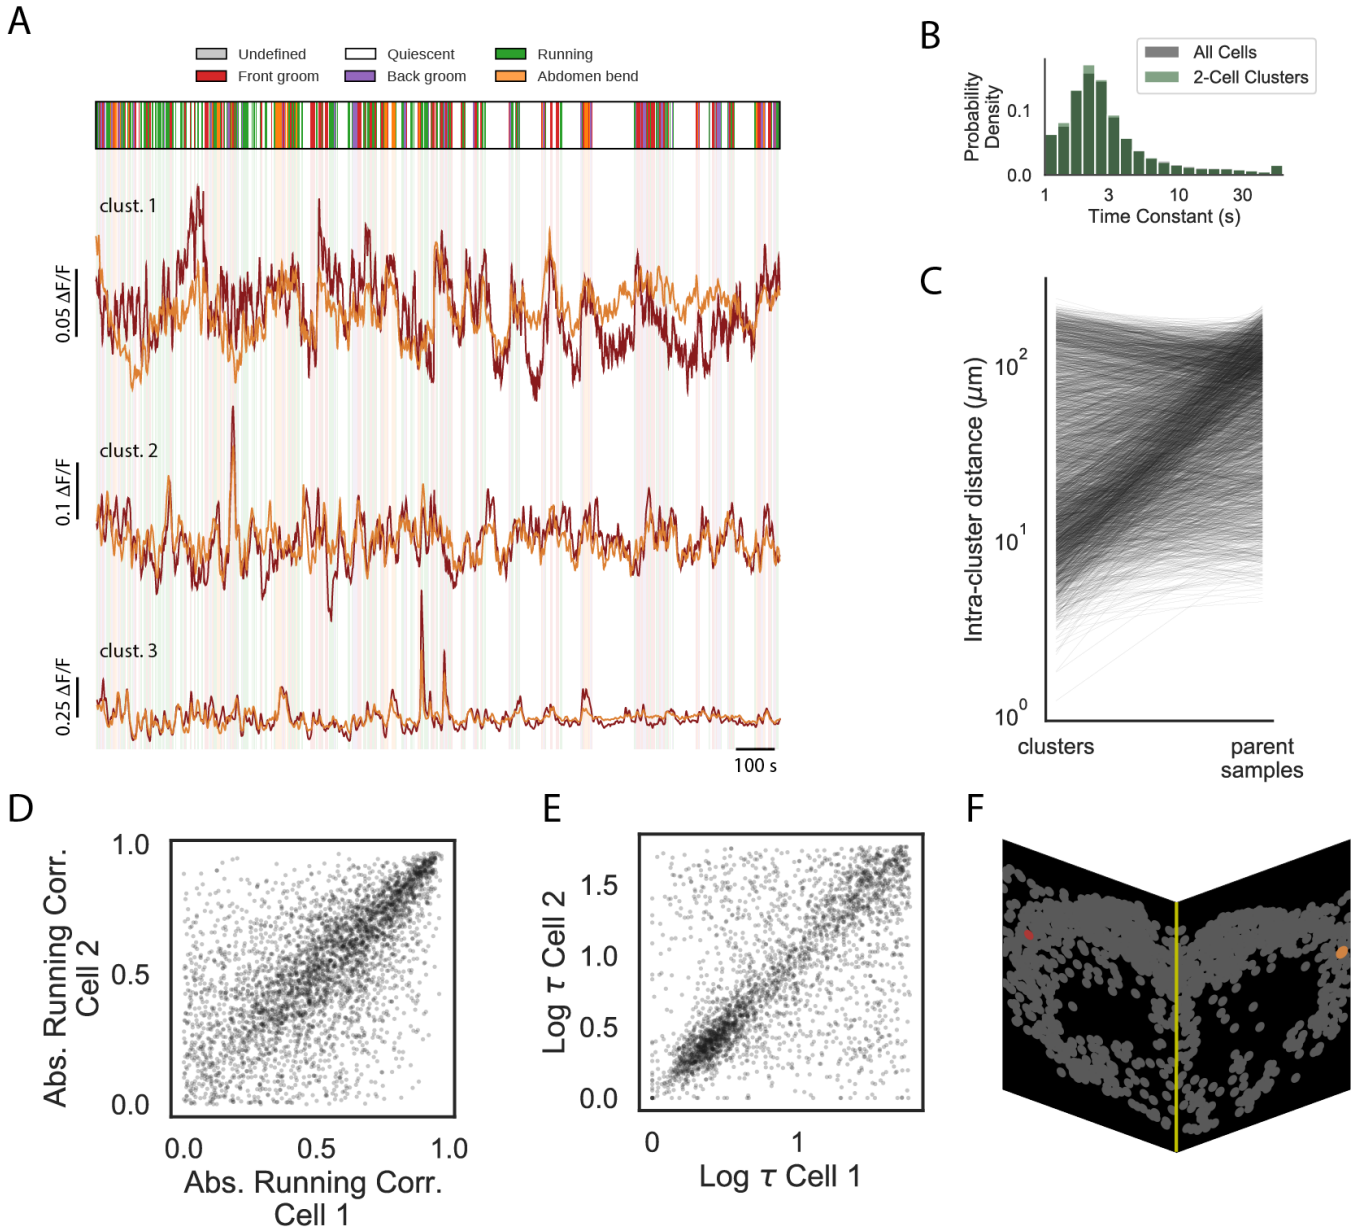 A
Undefined
Quiescent
Running
Front groom
Back groom
Abdomen bend
clust. 1
0.05 ΔF/F
clust. 2
0.1 ΔF/F
clust. 3
0.25 ΔF/F
100 s
B
All Cells
2-Cell Clusters
Probability
Density
0.1
0.0
1
3
10
30
Time Constant (s)
C
Intra-cluster distance (μm)
10²
10¹
10⁰
clusters
parent
samples
D
Abs. Running Corr.
Cell 2
1.0
0.5
0.0
0.0
0.5
1.0
Abs. Running Corr.
Cell 1
E
Log τ Cell 2
1.5
1.0
0.5
0.0
0
1
Log τ Cell 1
F